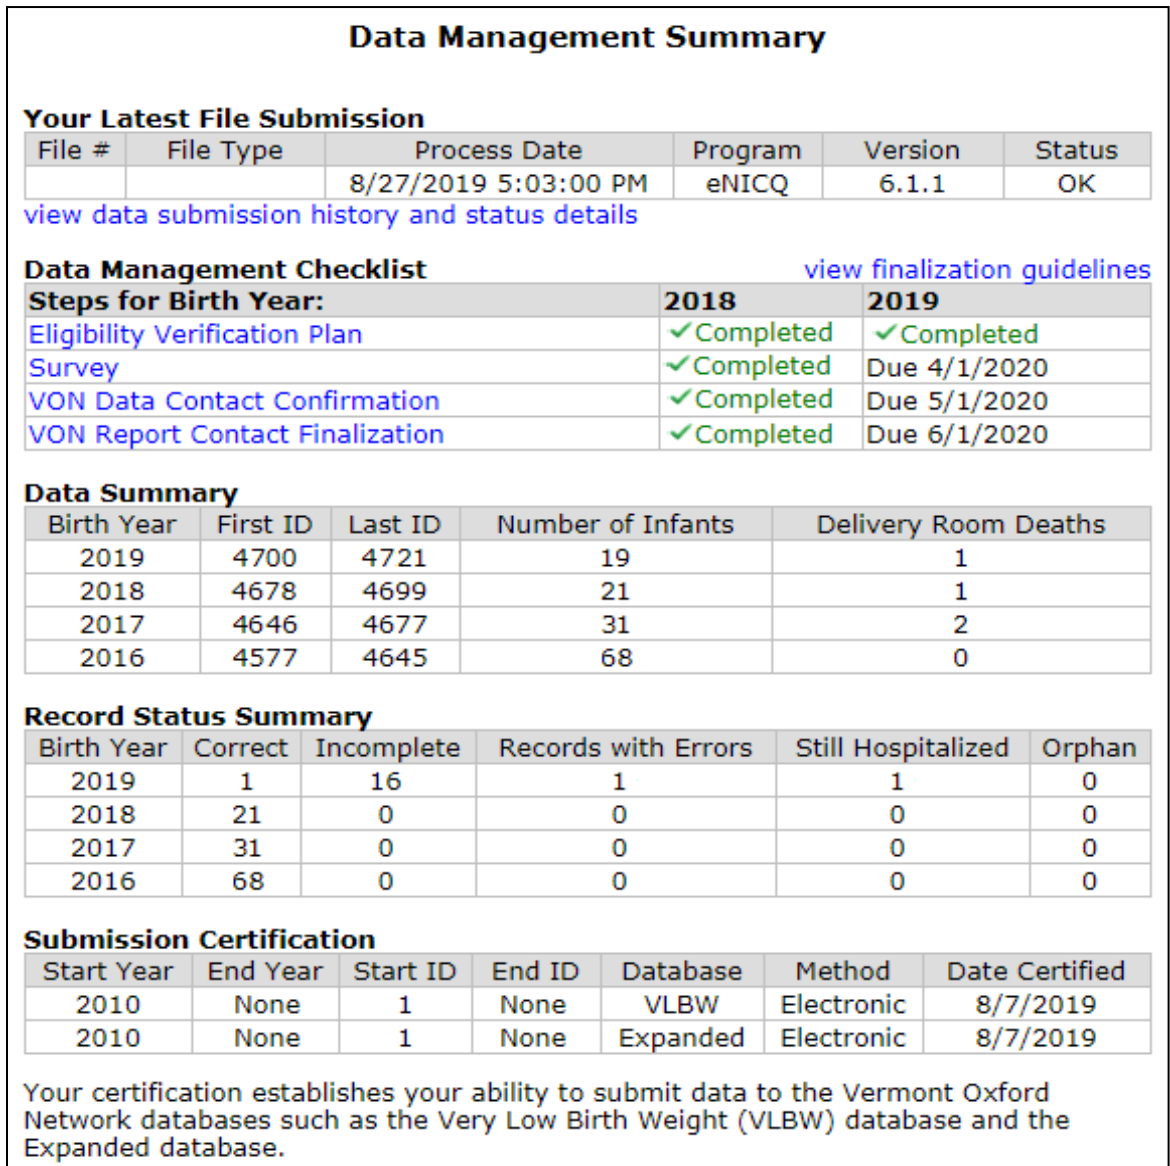 Data Management Summary
Your Latest File Submission
File # File Type Process Date Program Version Status
8/27/2019 5:03:00 PM eNICQ 6.1.1 OK
view data submission history and status details
Data Management Checklist view finalization guidelines
Steps for Birth Year: 2018 2019
Eligibility Verification Plan ✓Completed ✓Completed
Survey ✓Completed Due 4/1/2020
VON Data Contact Confirmation ✓Completed Due 5/1/2020
VON Report Contact Finalization ✓Completed Due 6/1/2020
Data Summary
Birth Year First ID Last ID Number of Infants Delivery Room Deaths
2019 4700 4721 19 1
2018 4678 4699 21 1
2017 4646 4677 31 2
2016 4577 4645 68 0
Record Status Summary
Birth Year Correct Incomplete Records with Errors Still Hospitalized Orphan
2019 1 16 1 1 0
2018 21 0 0 0 0
2017 31 0 0 0 0
2016 68 0 0 0 0
Submission Certification
Start Year End Year Start ID End ID Database Method Date Certified
2010 None 1 None VLBW Electronic 8/7/2019
2010 None 1 None Expanded Electronic 8/7/2019
Your certification establishes your ability to submit data to the Vermont Oxford
Network databases such as the Very Low Birth Weight (VLBW) database and the
Expanded database.